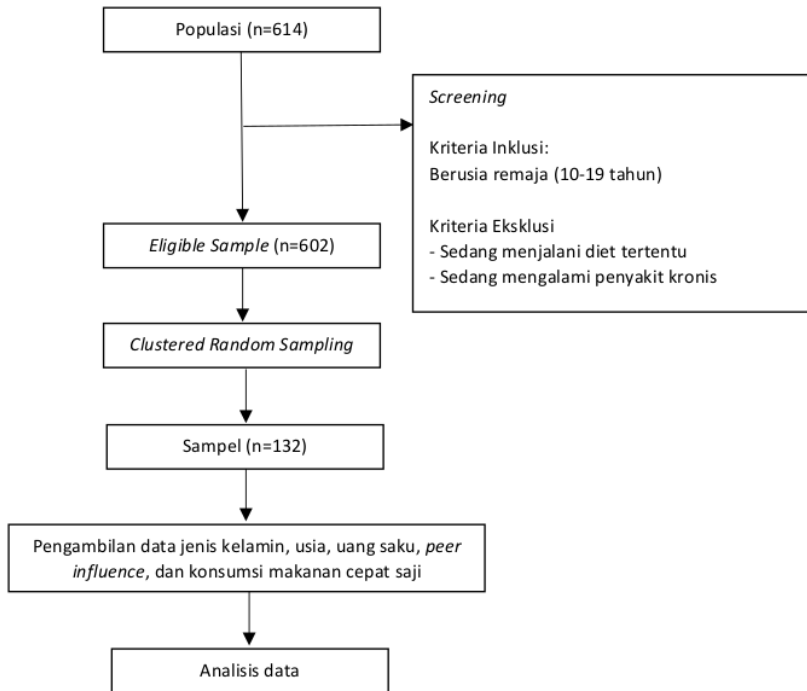 Populasi (n=614)
Screening
Kriteria Inklusi:
Berusia remaja (10-19 tahun)
Kriteria Eksklusi
- Sedang menjalani diet tertentu
- Sedang mengalami penyakit kronis
Eligible Sample (n=602)
Clustered Random Sampling
Sampel (n=132)
Pengambilan data jenis kelamin, usia, uang saku, peer
influence, dan konsumsi makanan cepat saji
Analisis data